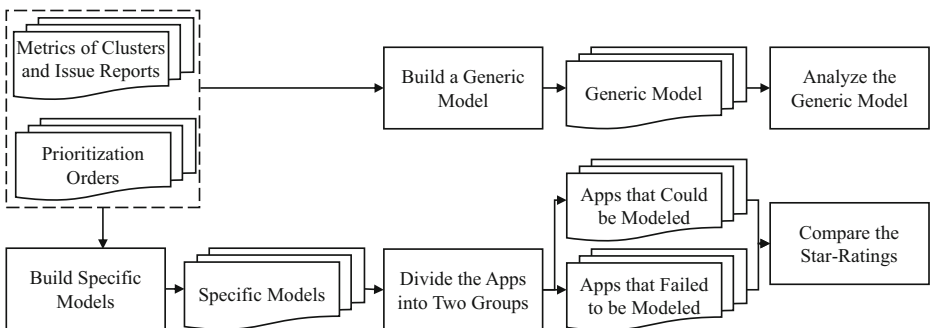 Metrics of Clusters
and Issue Reports
Prioritization
Orders
Build a Generic
Model
Generic Model
Analyze the
Generic Model
Build Specific
Models
Specific Models
Divide the Apps
into Two Groups
Apps that Could
be Modeled
Apps that Failed
to be Modeled
Compare the
Star-Ratings